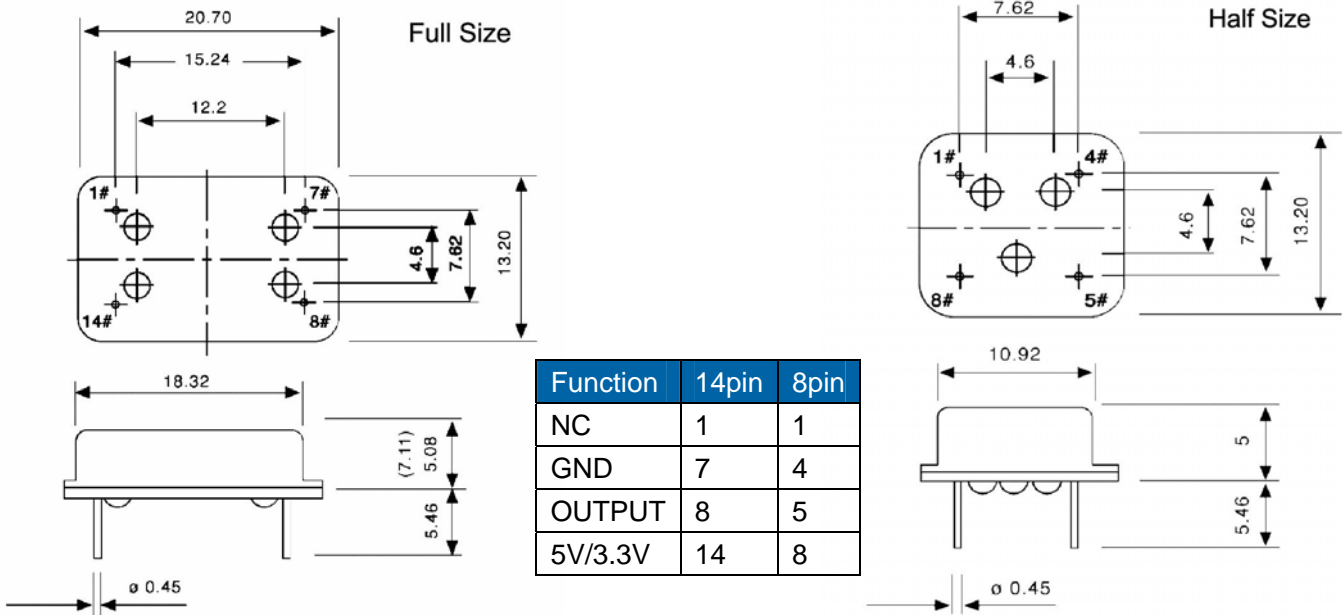 Full Size
20.70
15.24
12.2
1#
7#
14#
8#
4.6
7.62
13.20
18.32
(7.11)
5.08
5.46
ø 0.45
Function 14pin 8pin
NC 1 1
GND 7 4
OUTPUT 8 5
5V/3.3V 14 8
Half Size
7.62
4.6
1#
4#
8#
5#
4.6
7.62
13.20
10.92
5
5.46
ø 0.45